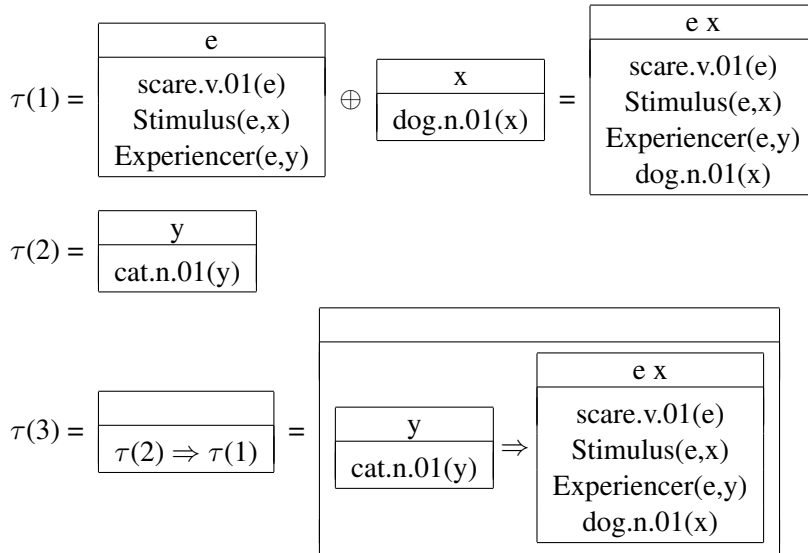 τ(1) =
e
scare.v.01(e)
Stimulus(e,x)
Experiencer(e,y)
⊕
x
dog.n.01(x)
=
e x
scare.v.01(e)
Stimulus(e,x)
Experiencer(e,y)
dog.n.01(x)
τ(2) =
y
cat.n.01(y)
τ(3) =
τ(2) ⇒ τ(1)
=
y
cat.n.01(y)
⇒
e x
scare.v.01(e)
Stimulus(e,x)
Experiencer(e,y)
dog.n.01(x)